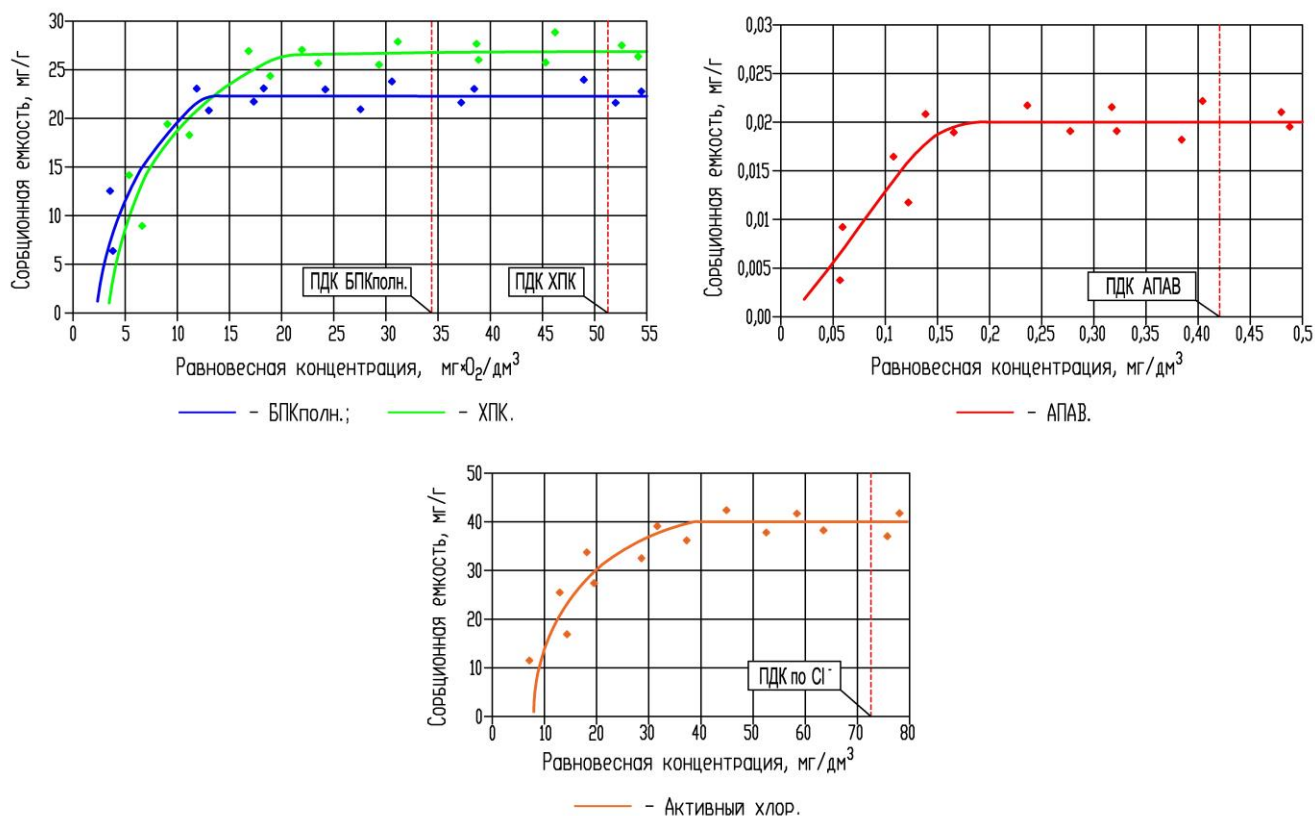 Сорбционная емкость, мг/г
30
25
20
15
10
5
0
0 5 10 15 20 25 30 35 40 45 50 55
ПДК БПКполн.
ПДК ХПК
Равновесная концентрация, мг×O₂/дм³
– БПКполн.; – ХПК.
Сорбционная емкость, мг/г
0,03
0,025
0,02
0,015
0,01
0,005
0,00
0 0,05 0,1 0,15 0,2 0,25 0,3 0,35 0,40 0,45 0,5
ПДК АПАВ
Равновесная концентрация, мг/дм³
– АПАВ.
Сорбционная емкость, мг/г
50
40
30
20
10
0
0 10 20 30 40 50 60 70 80
ПДК по Cl⁻
Равновесная концентрация, мг/дм³
– Активный хлор.